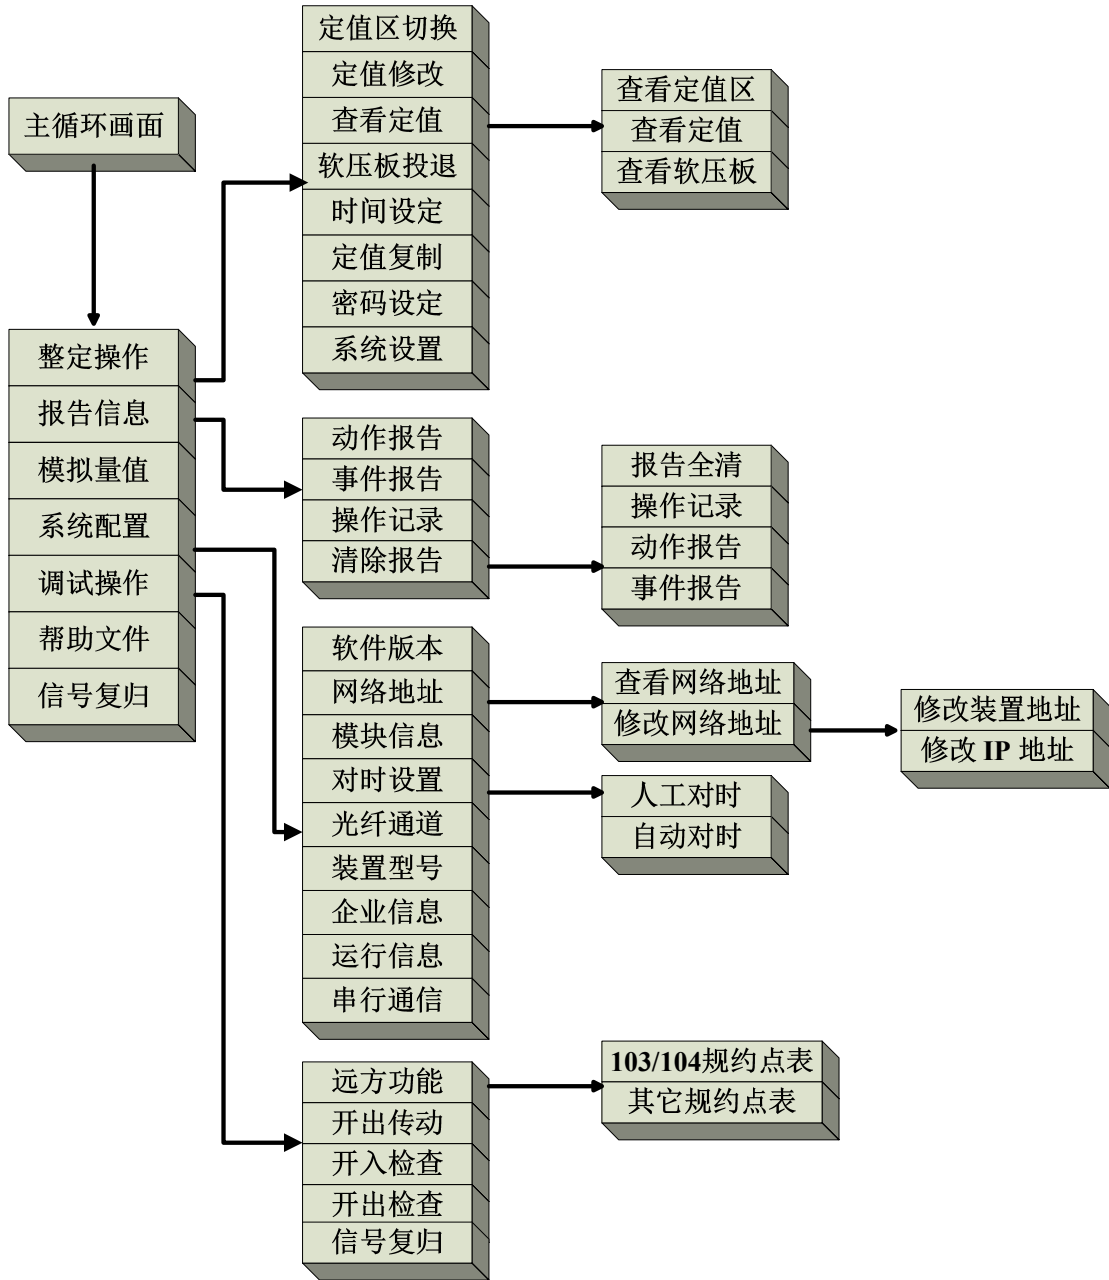 主循环画面
整定操作
报告信息
模拟量值
系统配置
调试操作
帮助文件
信号复归
定值区切换
定值修改
查看定值
软压板投退
时间设定
定值复制
密码设定
系统设置
查看定值区
查看定值
查看软压板
动作报告
事件报告
操作记录
清除报告
报告全清
操作记录
动作报告
事件报告
软件版本
网络地址
模块信息
对时设置
光纤通道
装置型号
企业信息
运行信息
串行通信
查看网络地址
修改网络地址
修改装置地址
修改 IP 地址
人工对时
自动对时
远方功能
开出传动
开入检查
开出检查
信号复归
103/104规约点表
其它规约点表